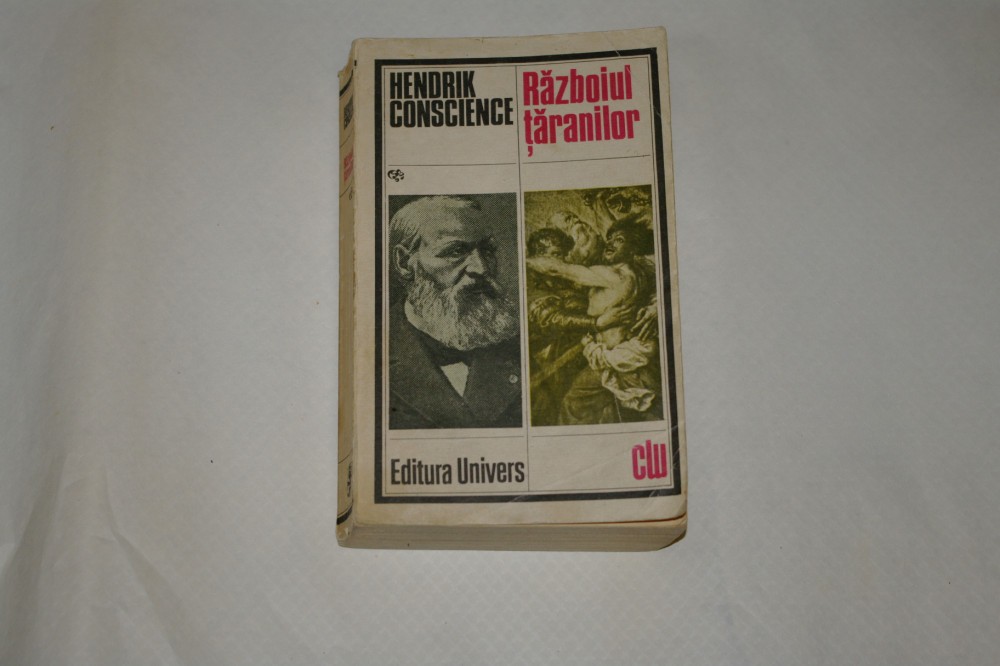 HENDRIK
CONSCIENCE
Războiul
țăranilor
Editura Univers
clu